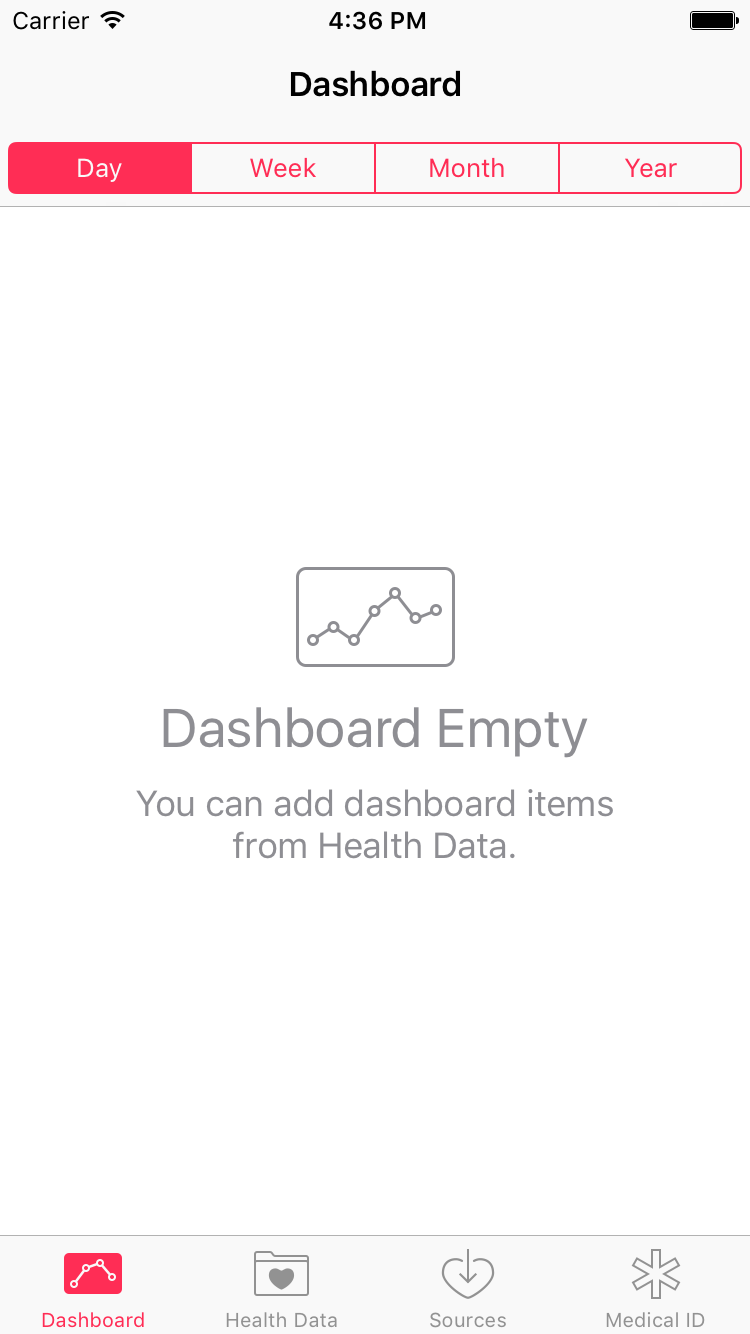 Carrier 4:36 PM
Dashboard
Day Week Month Year
Dashboard Empty
You can add dashboard items
from Health Data.
Dashboard Health Data Sources Medical ID